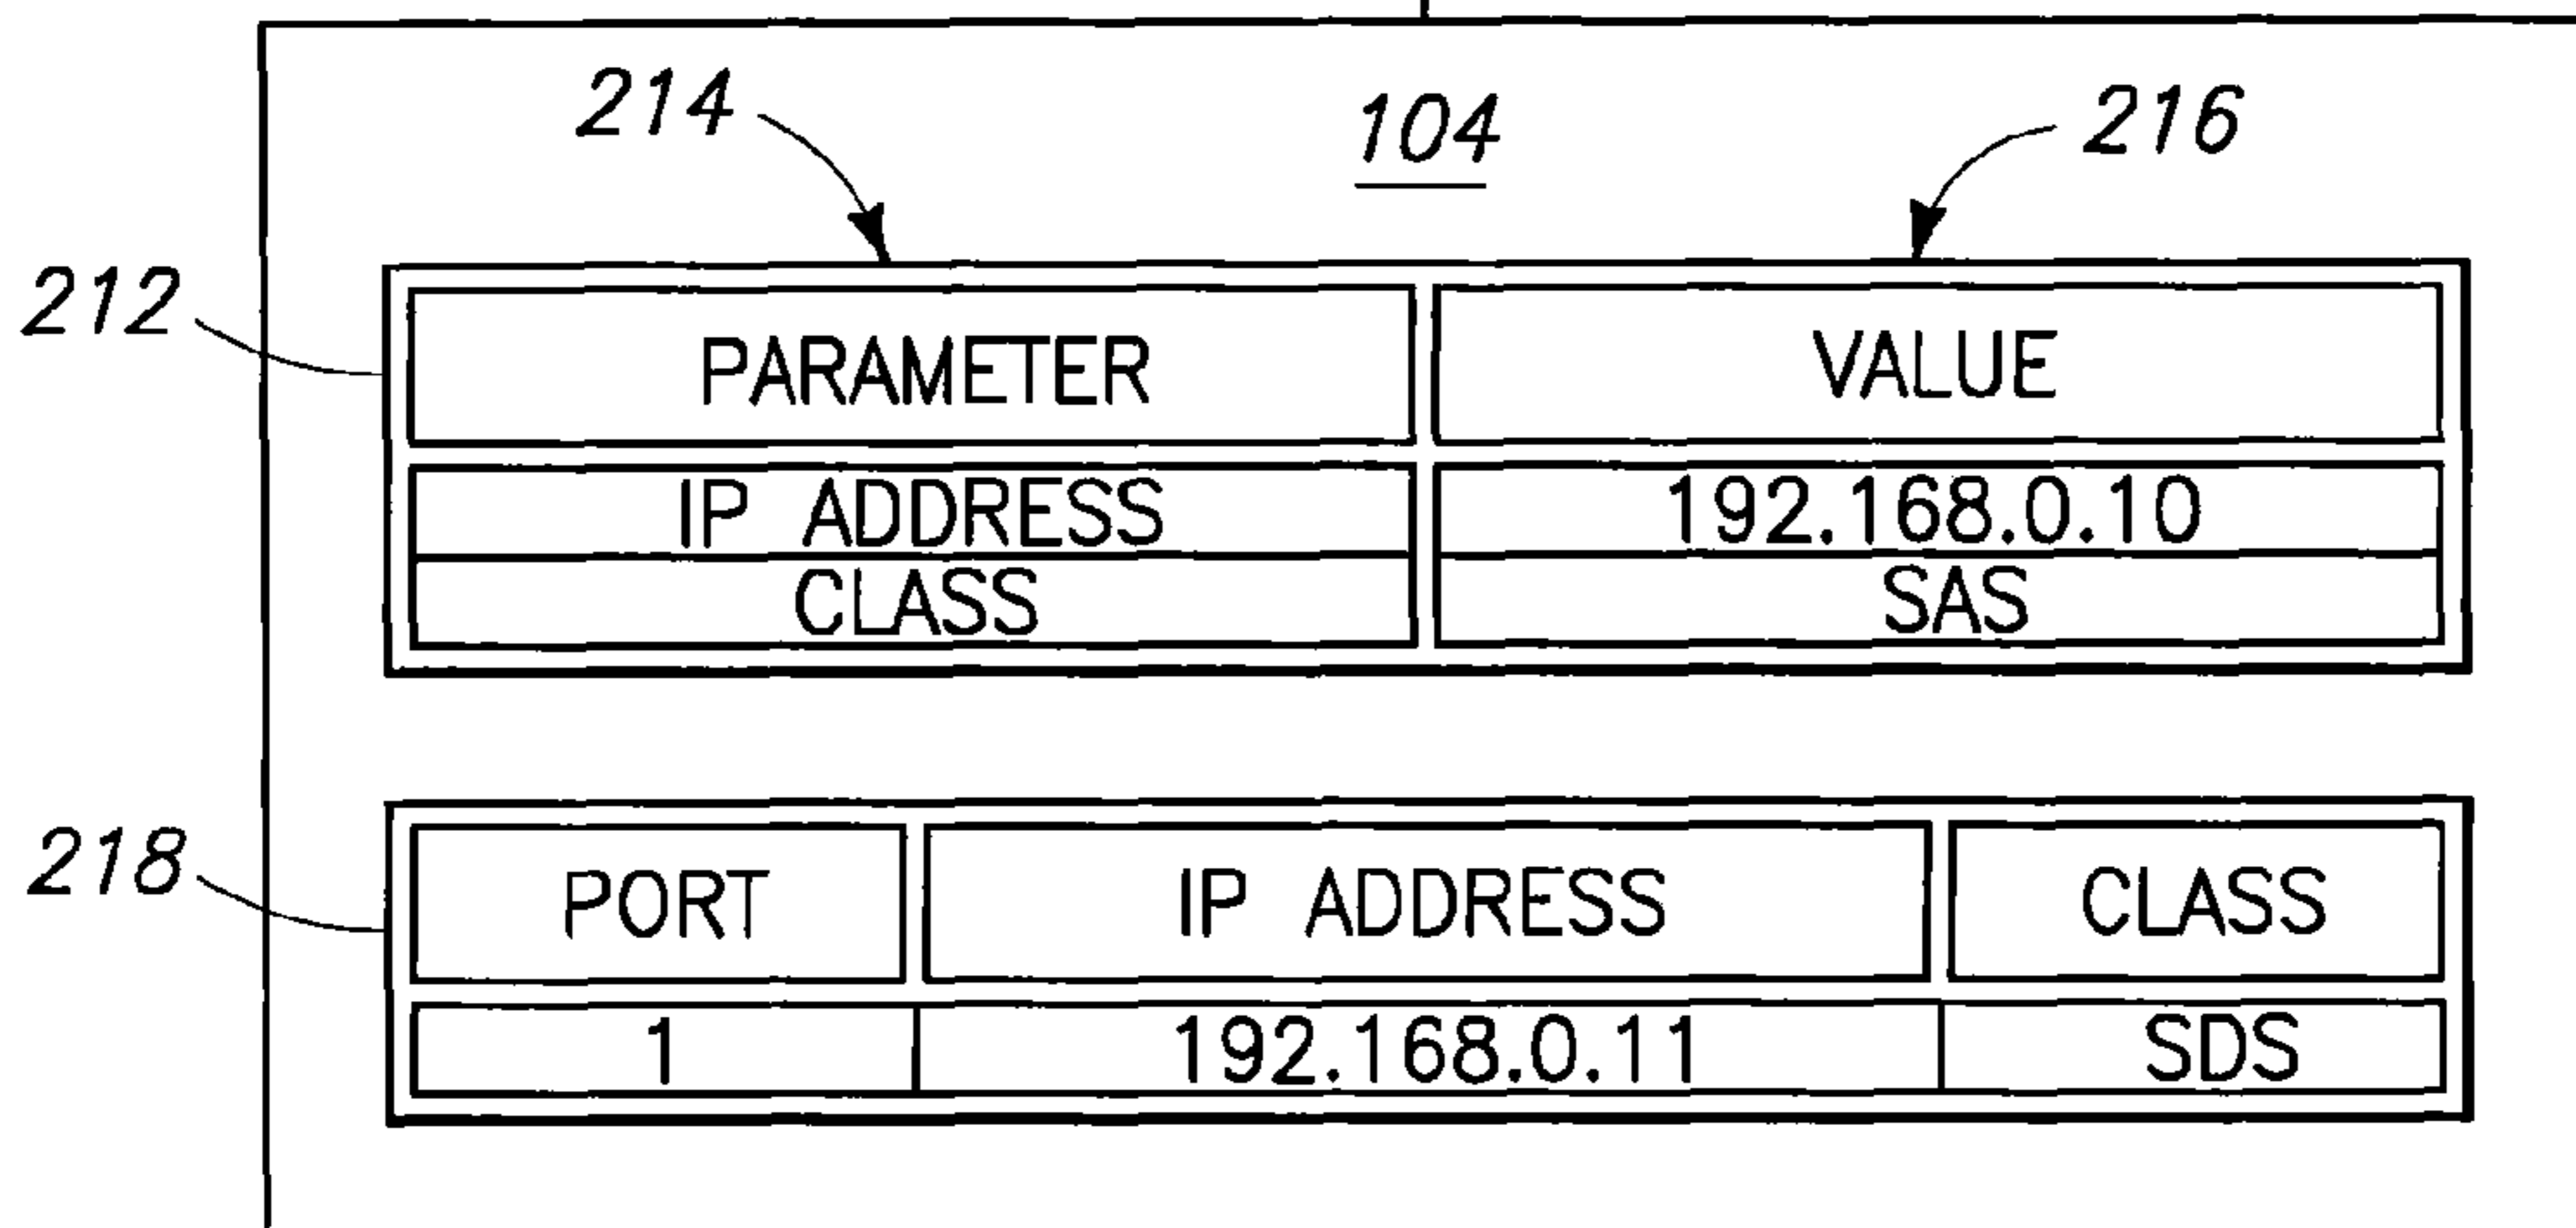 214
104
216
212
PARAMETER VALUE
IP ADDRESS 192.168.0.10
CLASS SAS
218
PORT IP ADDRESS CLASS
1 192.168.0.11 SDS